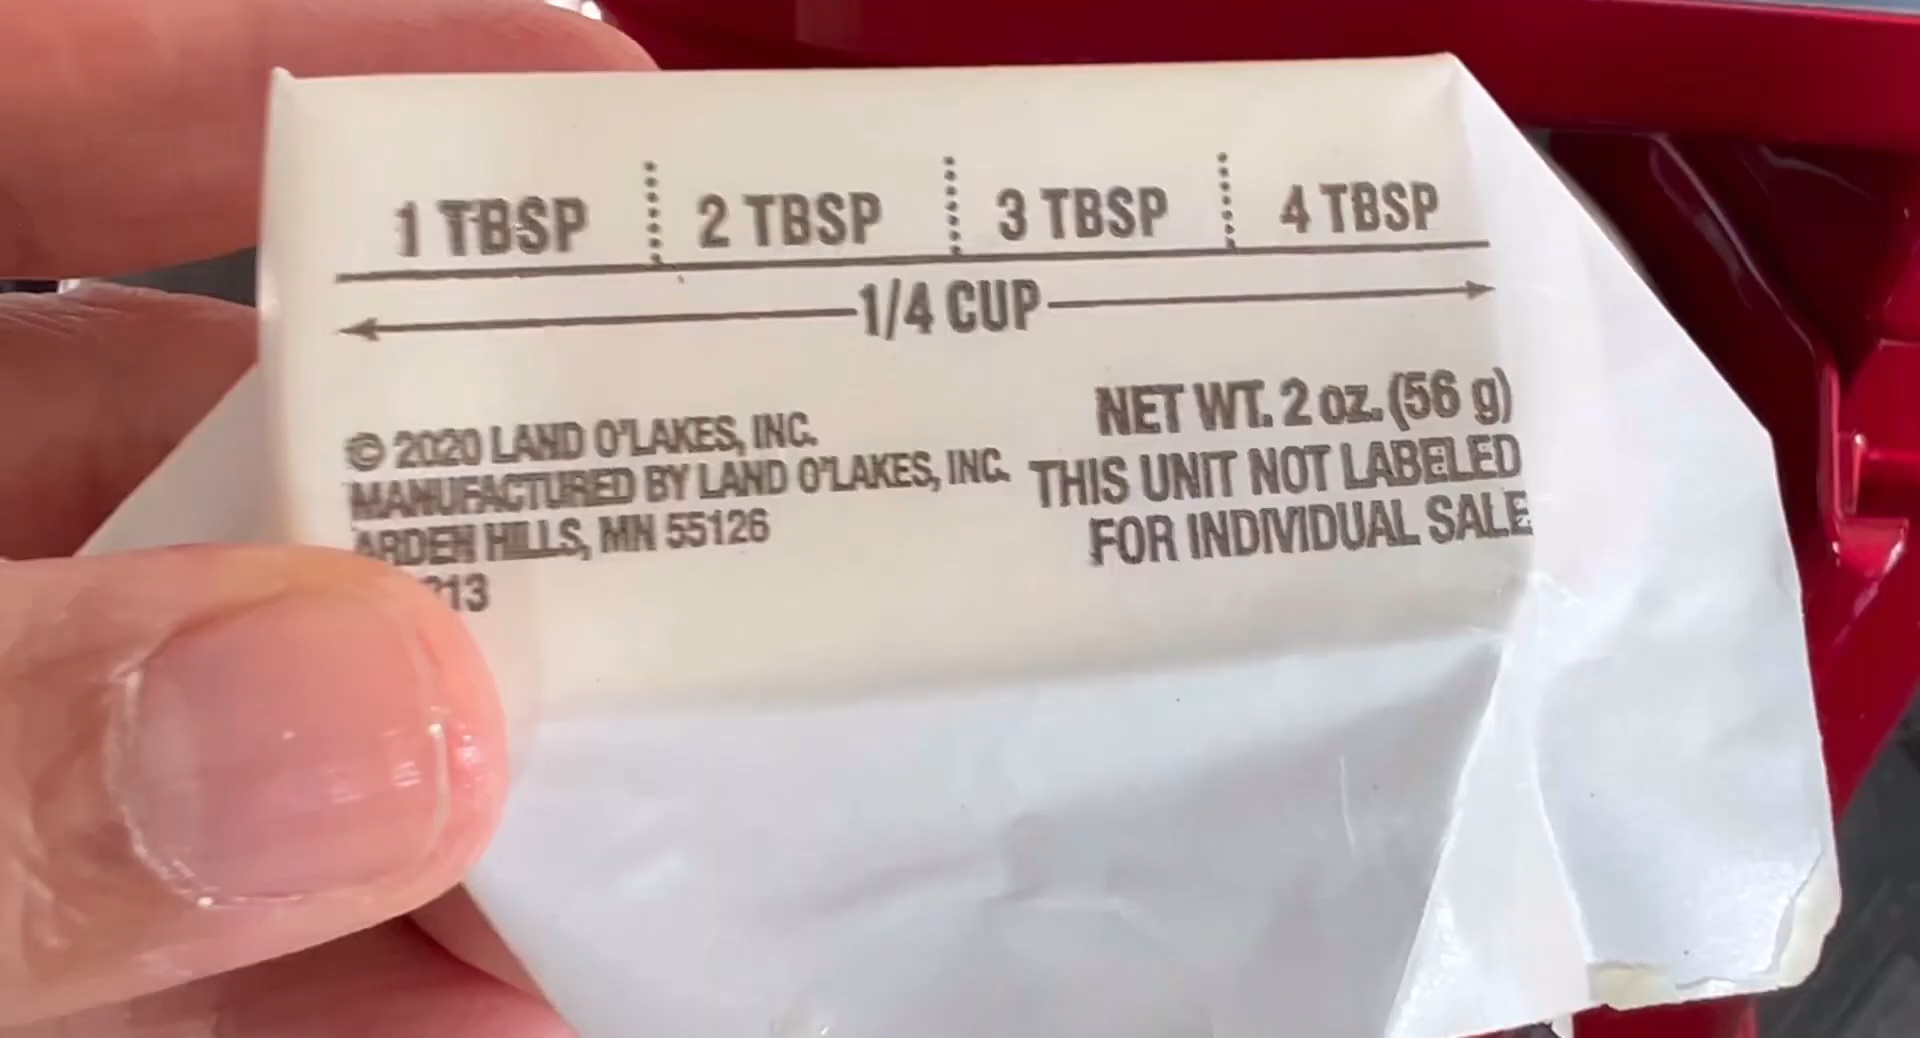 1 TBSP 2 TBSP 3 TBSP 4 TBSP
1/4 CUP
© 2020 LAND O'LAKES, INC.
MANUFACTURED BY LAND O'LAKES, INC.
ARDEN HILLS, MN 55126
NET WT. 2 oz. (56 g)
THIS UNIT NOT LABELED
FOR INDIVIDUAL SALE